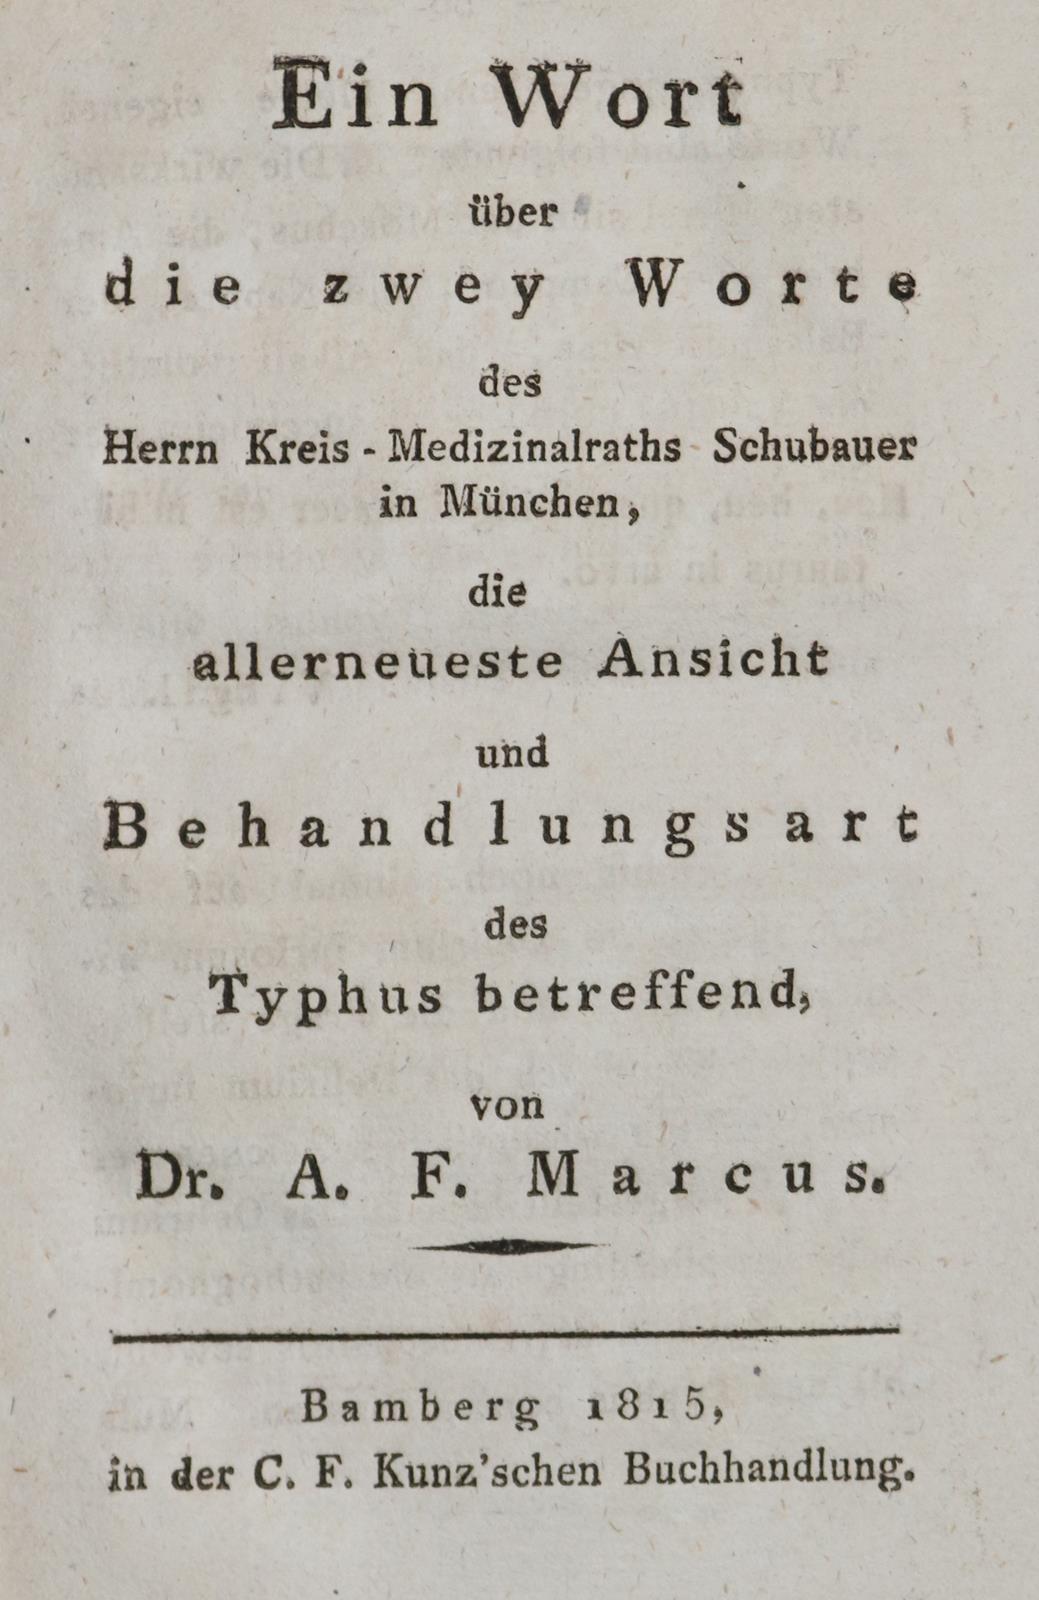 Ein Wort
über
die zwey Worte
des
Herrn Kreis-Medizinalraths Schubauer
in München,
die
allerneueste Ansicht
und
Behandlungsart
des
Typhus betreffend,
von
Dr. A. F. Marcus.
Bamberg 1815,
in der C. F. Kunz'schen Buchhandlung.